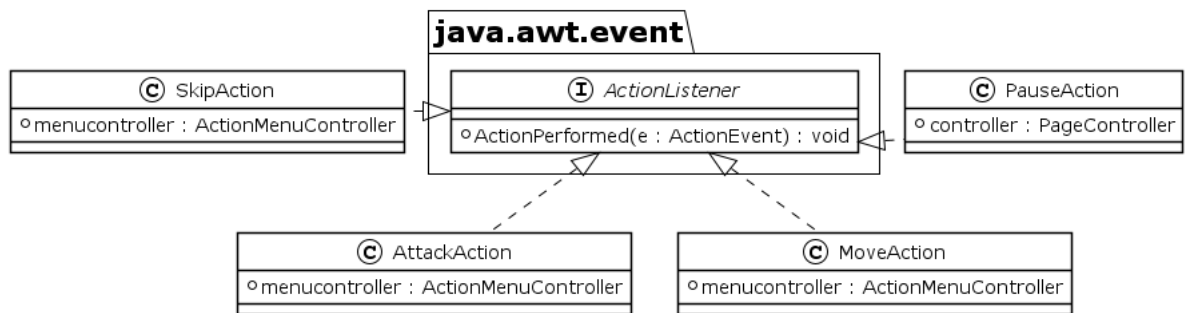 java.awt.event
C SkipAction
menucontroller : ActionMenuController
I ActionListener
ActionPerformed(e : ActionEvent) : void
C PauseAction
controller : PageController
C AttackAction
menucontroller : ActionMenuController
C MoveAction
menucontroller : ActionMenuController